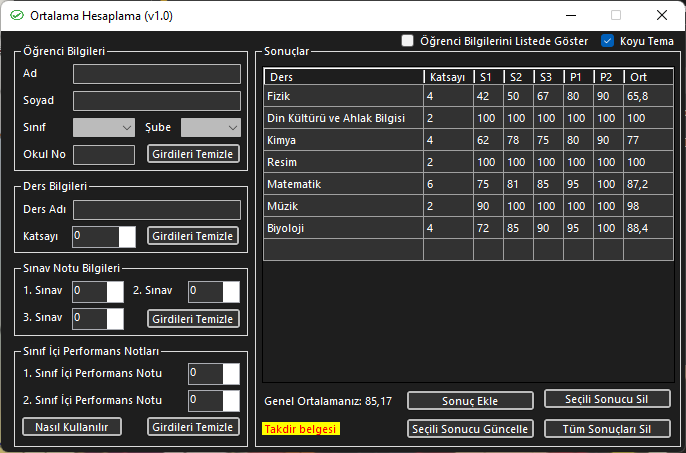 Ortalama Hesaplama (v1.0)
Öğrenci Bilgilerini Listede Göster Koyu Tema
Öğrenci Bilgileri
Ad
Soyad
Sınıf Şube
Okul No Girdileri Temizle
Ders Bilgileri
Ders Adı
Katsayı 0 Girdileri Temizle
Sınav Notu Bilgileri
1. Sınav 0 2. Sınav 0
3. Sınav 0 Girdileri Temizle
Sınıf İçi Performans Notları
1. Sınıf İçi Performans Notu 0
2. Sınıf İçi Performans Notu 0
Nasıl Kullanılır Girdileri Temizle
Sonuçlar
Ders Katsayı S1 S2 S3 P1 P2 Ort
Fizik 4 42 50 67 80 90 65,8
Din Kültürü ve Ahlak Bilgisi 2 100 100 100 100 100 100
Kimya 4 62 78 75 80 90 77
Resim 2 100 100 100 100 100 100
Matematik 6 75 81 85 95 100 87,2
Müzik 2 90 100 100 100 100 98
Biyoloji 4 72 85 90 95 100 88,4
Genel Ortalamanız: 85,17 Sonuç Ekle Seçili Sonucu Sil
Takdir belgesi Seçili Sonucu Güncelle Tüm Sonuçları Sil